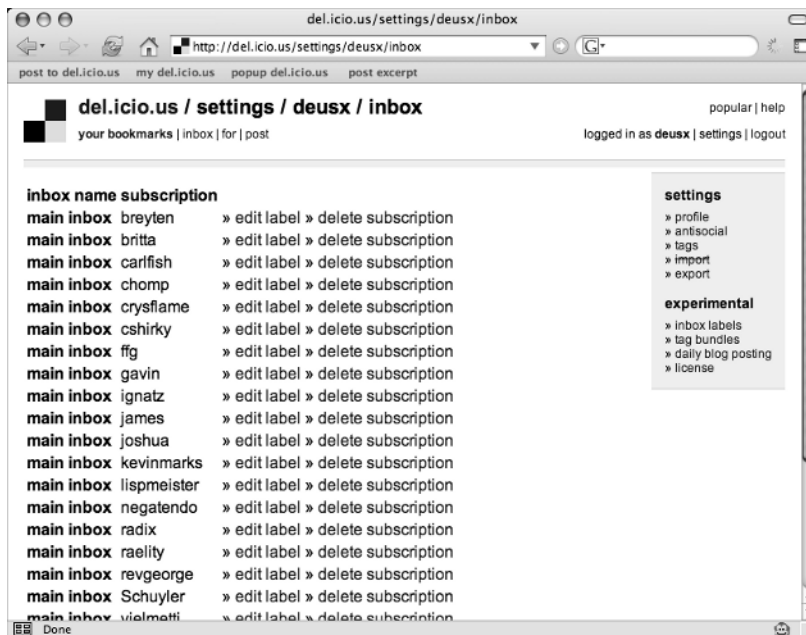 del.icio.us/settings/deusx/inbox
http://del.icio.us/settings/deusx/inbox
G
post to del.icio.us my del.icio.us popup del.icio.us post excerpt
del.icio.us / settings / deusx / inbox
popular | help
your bookmarks | inbox | for | post
logged in as deusx | settings | logout
inbox name subscription
main inbox breyten » edit label » delete subscription
main inbox britta » edit label » delete subscription
main inbox carlfish » edit label » delete subscription
main inbox chomp » edit label » delete subscription
main inbox crysflame » edit label » delete subscription
main inbox cshirky » edit label » delete subscription
main inbox ffg » edit label » delete subscription
main inbox gavin » edit label » delete subscription
main inbox ignatz » edit label » delete subscription
main inbox james » edit label » delete subscription
main inbox joshua » edit label » delete subscription
main inbox kevinmarks » edit label » delete subscription
main inbox lispmeister » edit label » delete subscription
main inbox negatendo » edit label » delete subscription
main inbox radix » edit label » delete subscription
main inbox raelity » edit label » delete subscription
main inbox revgeorge » edit label » delete subscription
main inbox Schuyler » edit label » delete subscription
main inbox vielmetti » edit label » delete subscription
settings
» profile
» antisocial
» tags
» import
» export
experimental
» inbox labels
» tag bundles
» daily blog posting
» license
Done